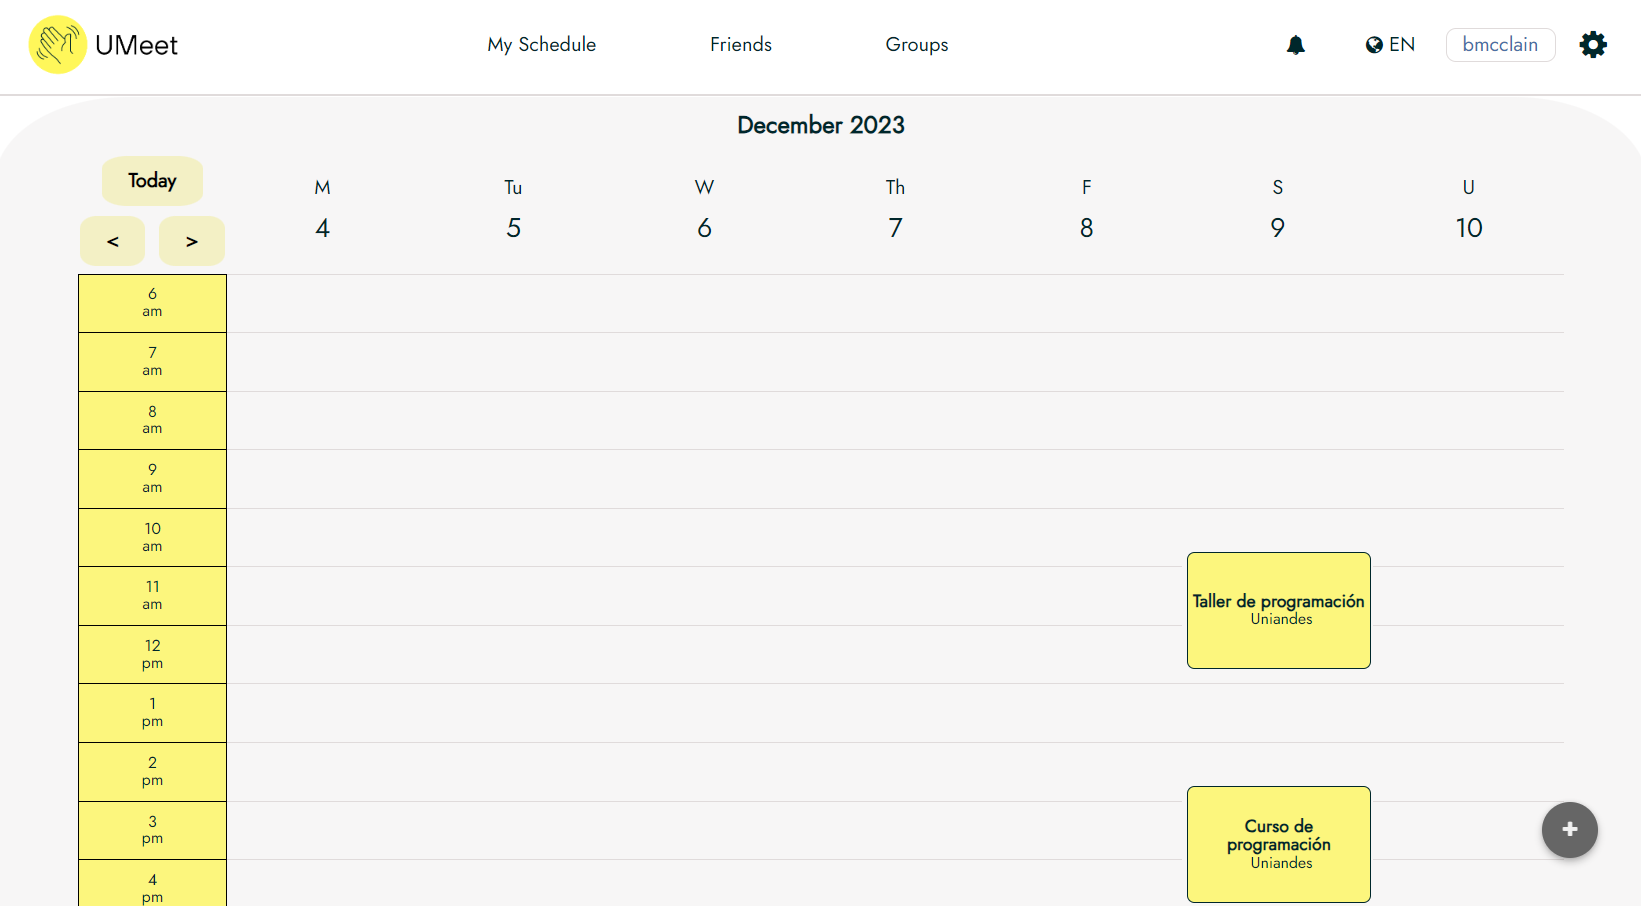 UMeet
My Schedule
Friends
Groups
EN
bmcclain
December 2023
Today
M
Tu
W
Th
F
S
U
< >
4
5
6
7
8
9
10
6
am
7
am
8
am
9
am
10
am
11
am
Taller de programación
Uniandes
12
pm
1
pm
2
pm
3
pm
Curso de
programación
Uniandes
+
4
pm